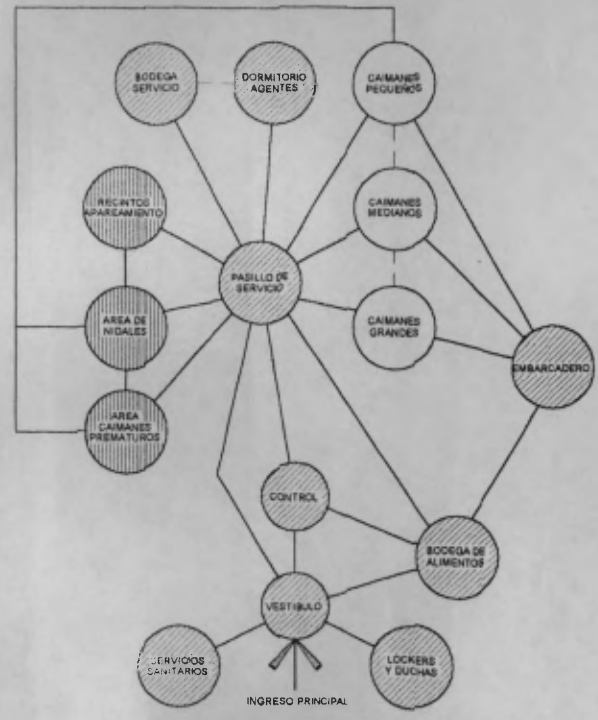 BODEGA
SERVICIO
DORMITORIO
AGENTES
CAIMANES
PEQUEÑOS
RECINTOS
APAREAMIENTO
CAIMANES
MEDIANOS
PASILLO DE
SERVICIO
AREA DE
NIDALES
CAIMANES
GRANDES
EMBARCADERO
AREA
CAIMANES
PREMATUROS
CONTROL
BODEGA DE
ALIMENTOS
VESTIBULO
SERVICIOS
SANITARIOS
LOCKERS
Y DUCHAS
INGRESO PRINCIPAL